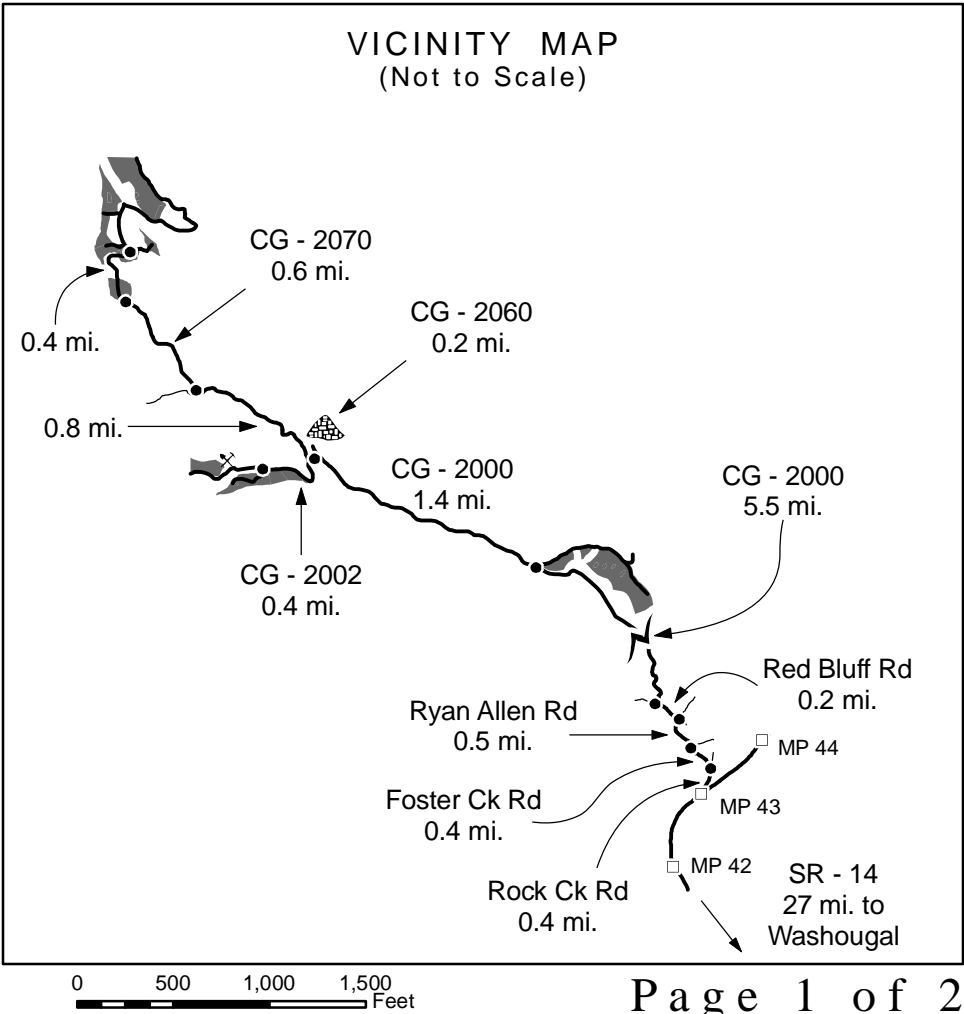 VICINITY MAP
(Not to Scale)
CG - 2070
0.6 mi.
CG - 2060
0.2 mi.
0.4 mi.
0.8 mi.
CG - 2000
1.4 mi.
CG - 2000
5.5 mi.
CG - 2002
0.4 mi.
Red Bluff Rd
0.2 mi.
Ryan Allen Rd
0.5 mi.
MP 44
Foster Ck Rd
0.4 mi.
MP 43
MP 42
Rock Ck Rd
0.4 mi.
SR - 14
27 mi. to
Washougal
0 500 1,000 1,500
Feet
Page 1 of 2